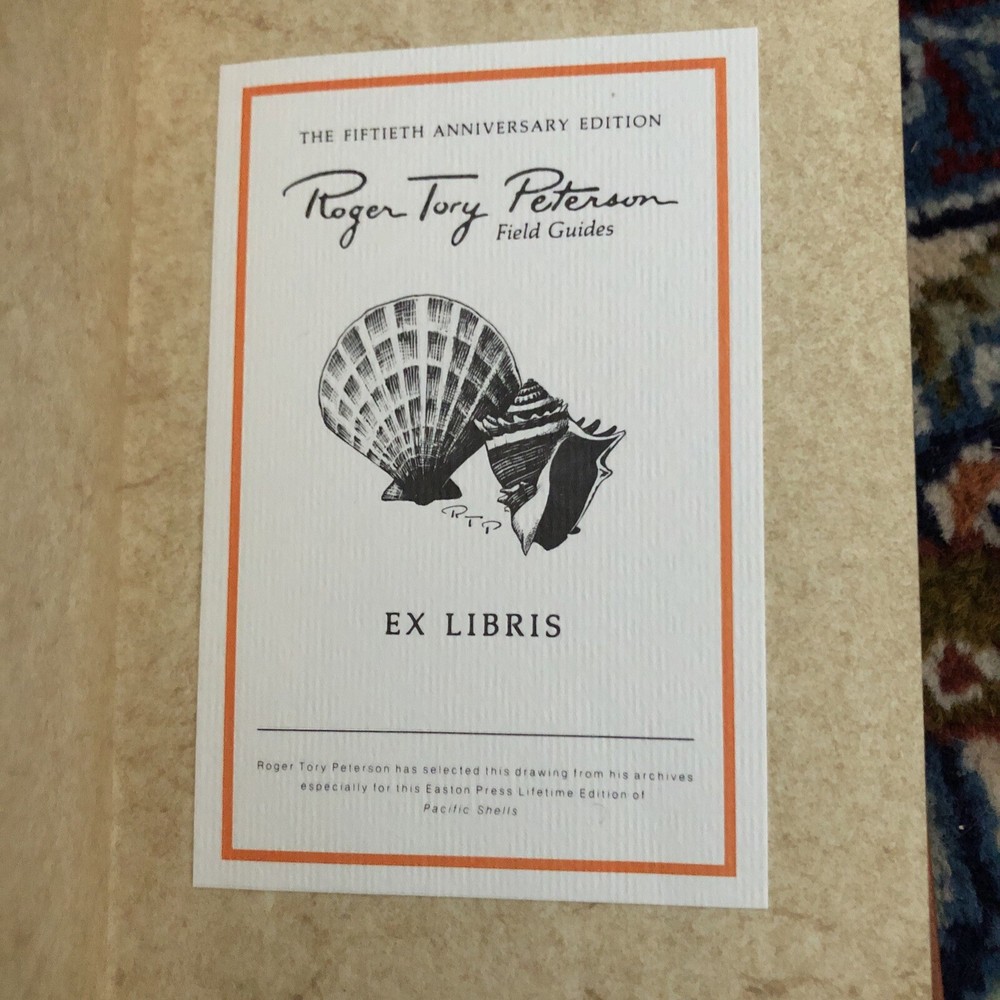 THE FIFTIETH ANNIVERSARY EDITION
Roger Tory Peterson
Field Guides
RTP
EX LIBRIS
Roger Tory Peterson has selected this drawing from his archives
especially for this Easton Press Lifetime Edition of
Pacific Shells